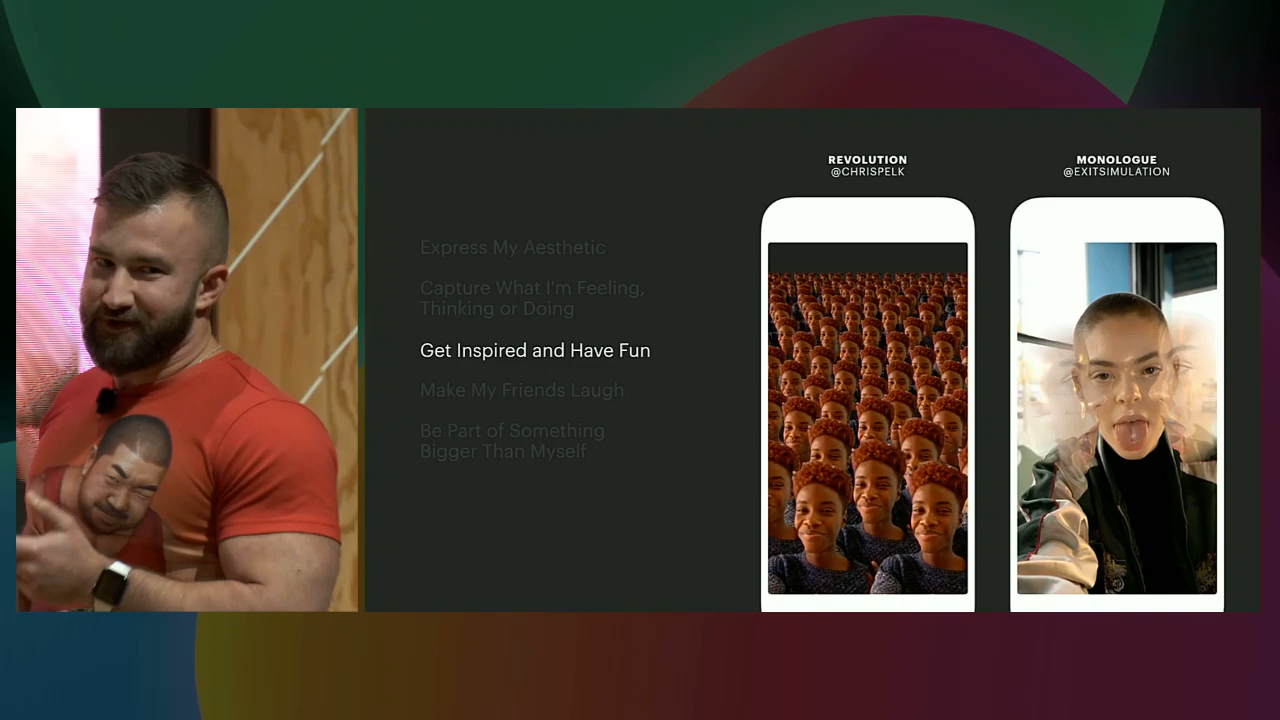 Express My Aesthetic
Capture What I'm Feeling,
Thinking or Doing
Get Inspired and Have Fun
Make My Friends Laugh
Be Part of Something
Bigger Than Myself
REVOLUTION
@CHRISPELK
MONOLOGUE
@EXITSIMULATION